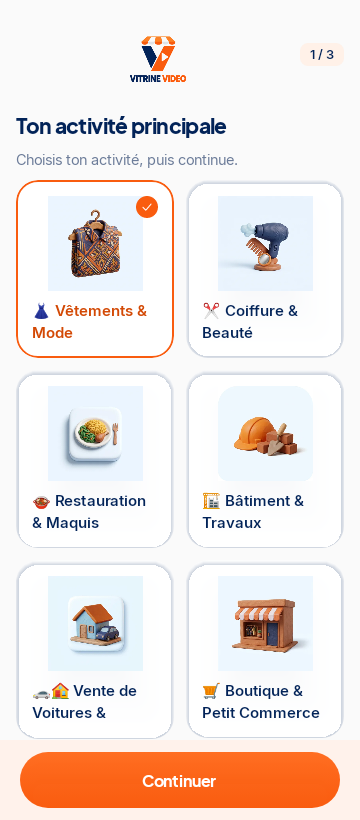 VITRINE VIDEO
1 / 3
Ton activité principale
Choisis ton activité, puis continue.
👗 Vêtements &
Mode
✂️ Coiffure &
Beauté
🍲 Restauration
& Maquis
🏗️ Bâtiment &
Travaux
🚗🏠 Vente de
Voitures &
🛒 Boutique &
Petit Commerce
Continuer